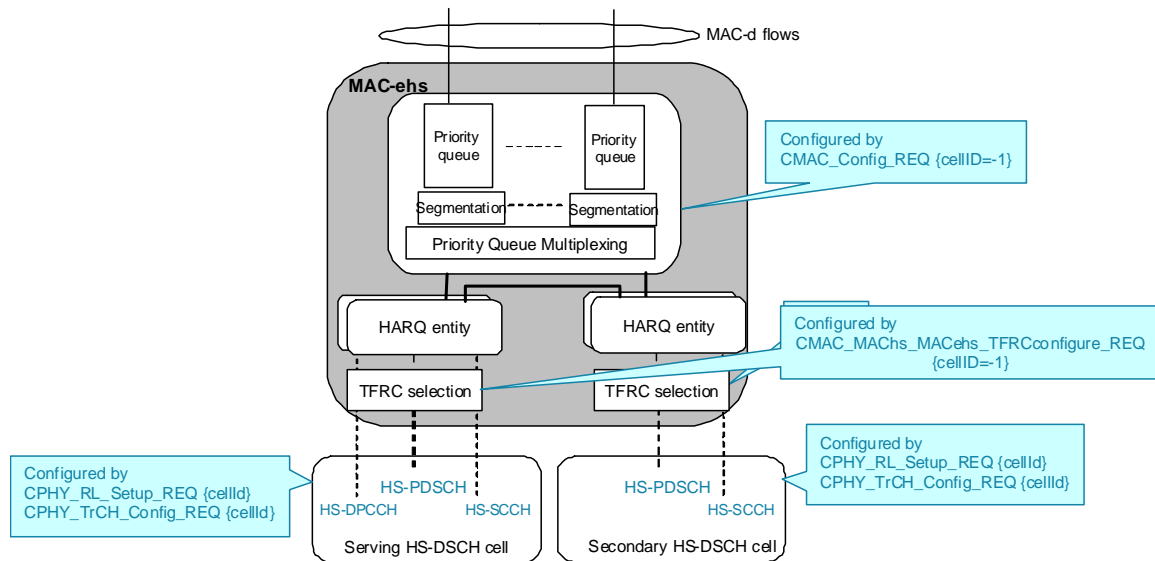 MAC-d flows
MAC-ehs
Priority
queue
Priority
queue
Configured by
CMAC_Config_REQ {cellID=-1}
Segmentation
Segmentation
Priority Queue Multiplexing
HARQ entity
HARQ entity
Configured by
CMAC_MAChs_MACehs_TFRCconfigure_REQ
{cellID=-1}
TFRC selection
TFRC selection
Configured by
CPHY_RL_Setup_REQ {cellId}
CPHY_TrCH_Config_REQ {cellId}
Configured by
CPHY_RL_Setup_REQ {cellId}
CPHY_TrCH_Config_REQ {cellId}
HS-PDSCH
HS-DPCCH
HS-SCCH
Serving HS-DSCH cell
HS-PDSCH
HS-SCCH
Secondary HS-DSCH cell